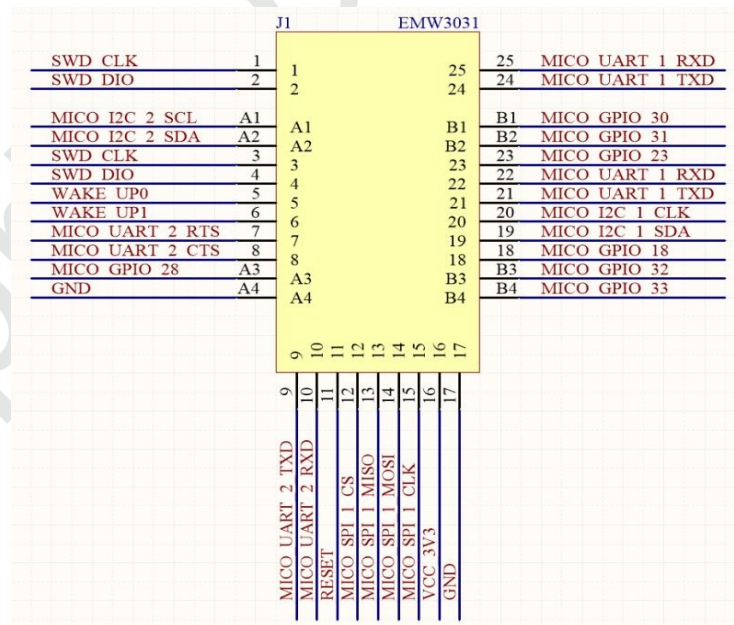 J1 EMW3031
SWD CLK 1 1 25 25 MICO UART 1 RXD
SWD DIO 2 2 24 24 MICO UART 1 TXD
MICO I2C 2 SCL A1 A1 B1 B1 MICO GPIO 30
MICO I2C 2 SDA A2 A2 B2 B2 MICO GPIO 31
SWD CLK 3 3 23 23 MICO GPIO 23
SWD DIO 4 4 22 22 MICO UART 1 RXD
WAKE UP0 5 5 21 21 MICO UART 1 TXD
WAKE UP1 6 6 20 20 MICO I2C 1 CLK
MICO UART 2 RTS 7 7 19 19 MICO I2C 1 SDA
MICO UART 2 CTS 8 8 18 18 MICO GPIO 18
MICO GPIO 28 A3 A3 B3 B3 MICO GPIO 32
GND A4 A4 B4 B4 MICO GPIO 33
9 10 11 12 13 14 15 16 17
9 10 11 12 13 14 15 16 17
MICO UART 2 TXD
MICO UART 2 RXD
RESET
MICO SPI 1 CS
MICO SPI 1 MISO
MICO SPI 1 MOSI
MICO SPI 1 CLK
VCC 3V3
GND